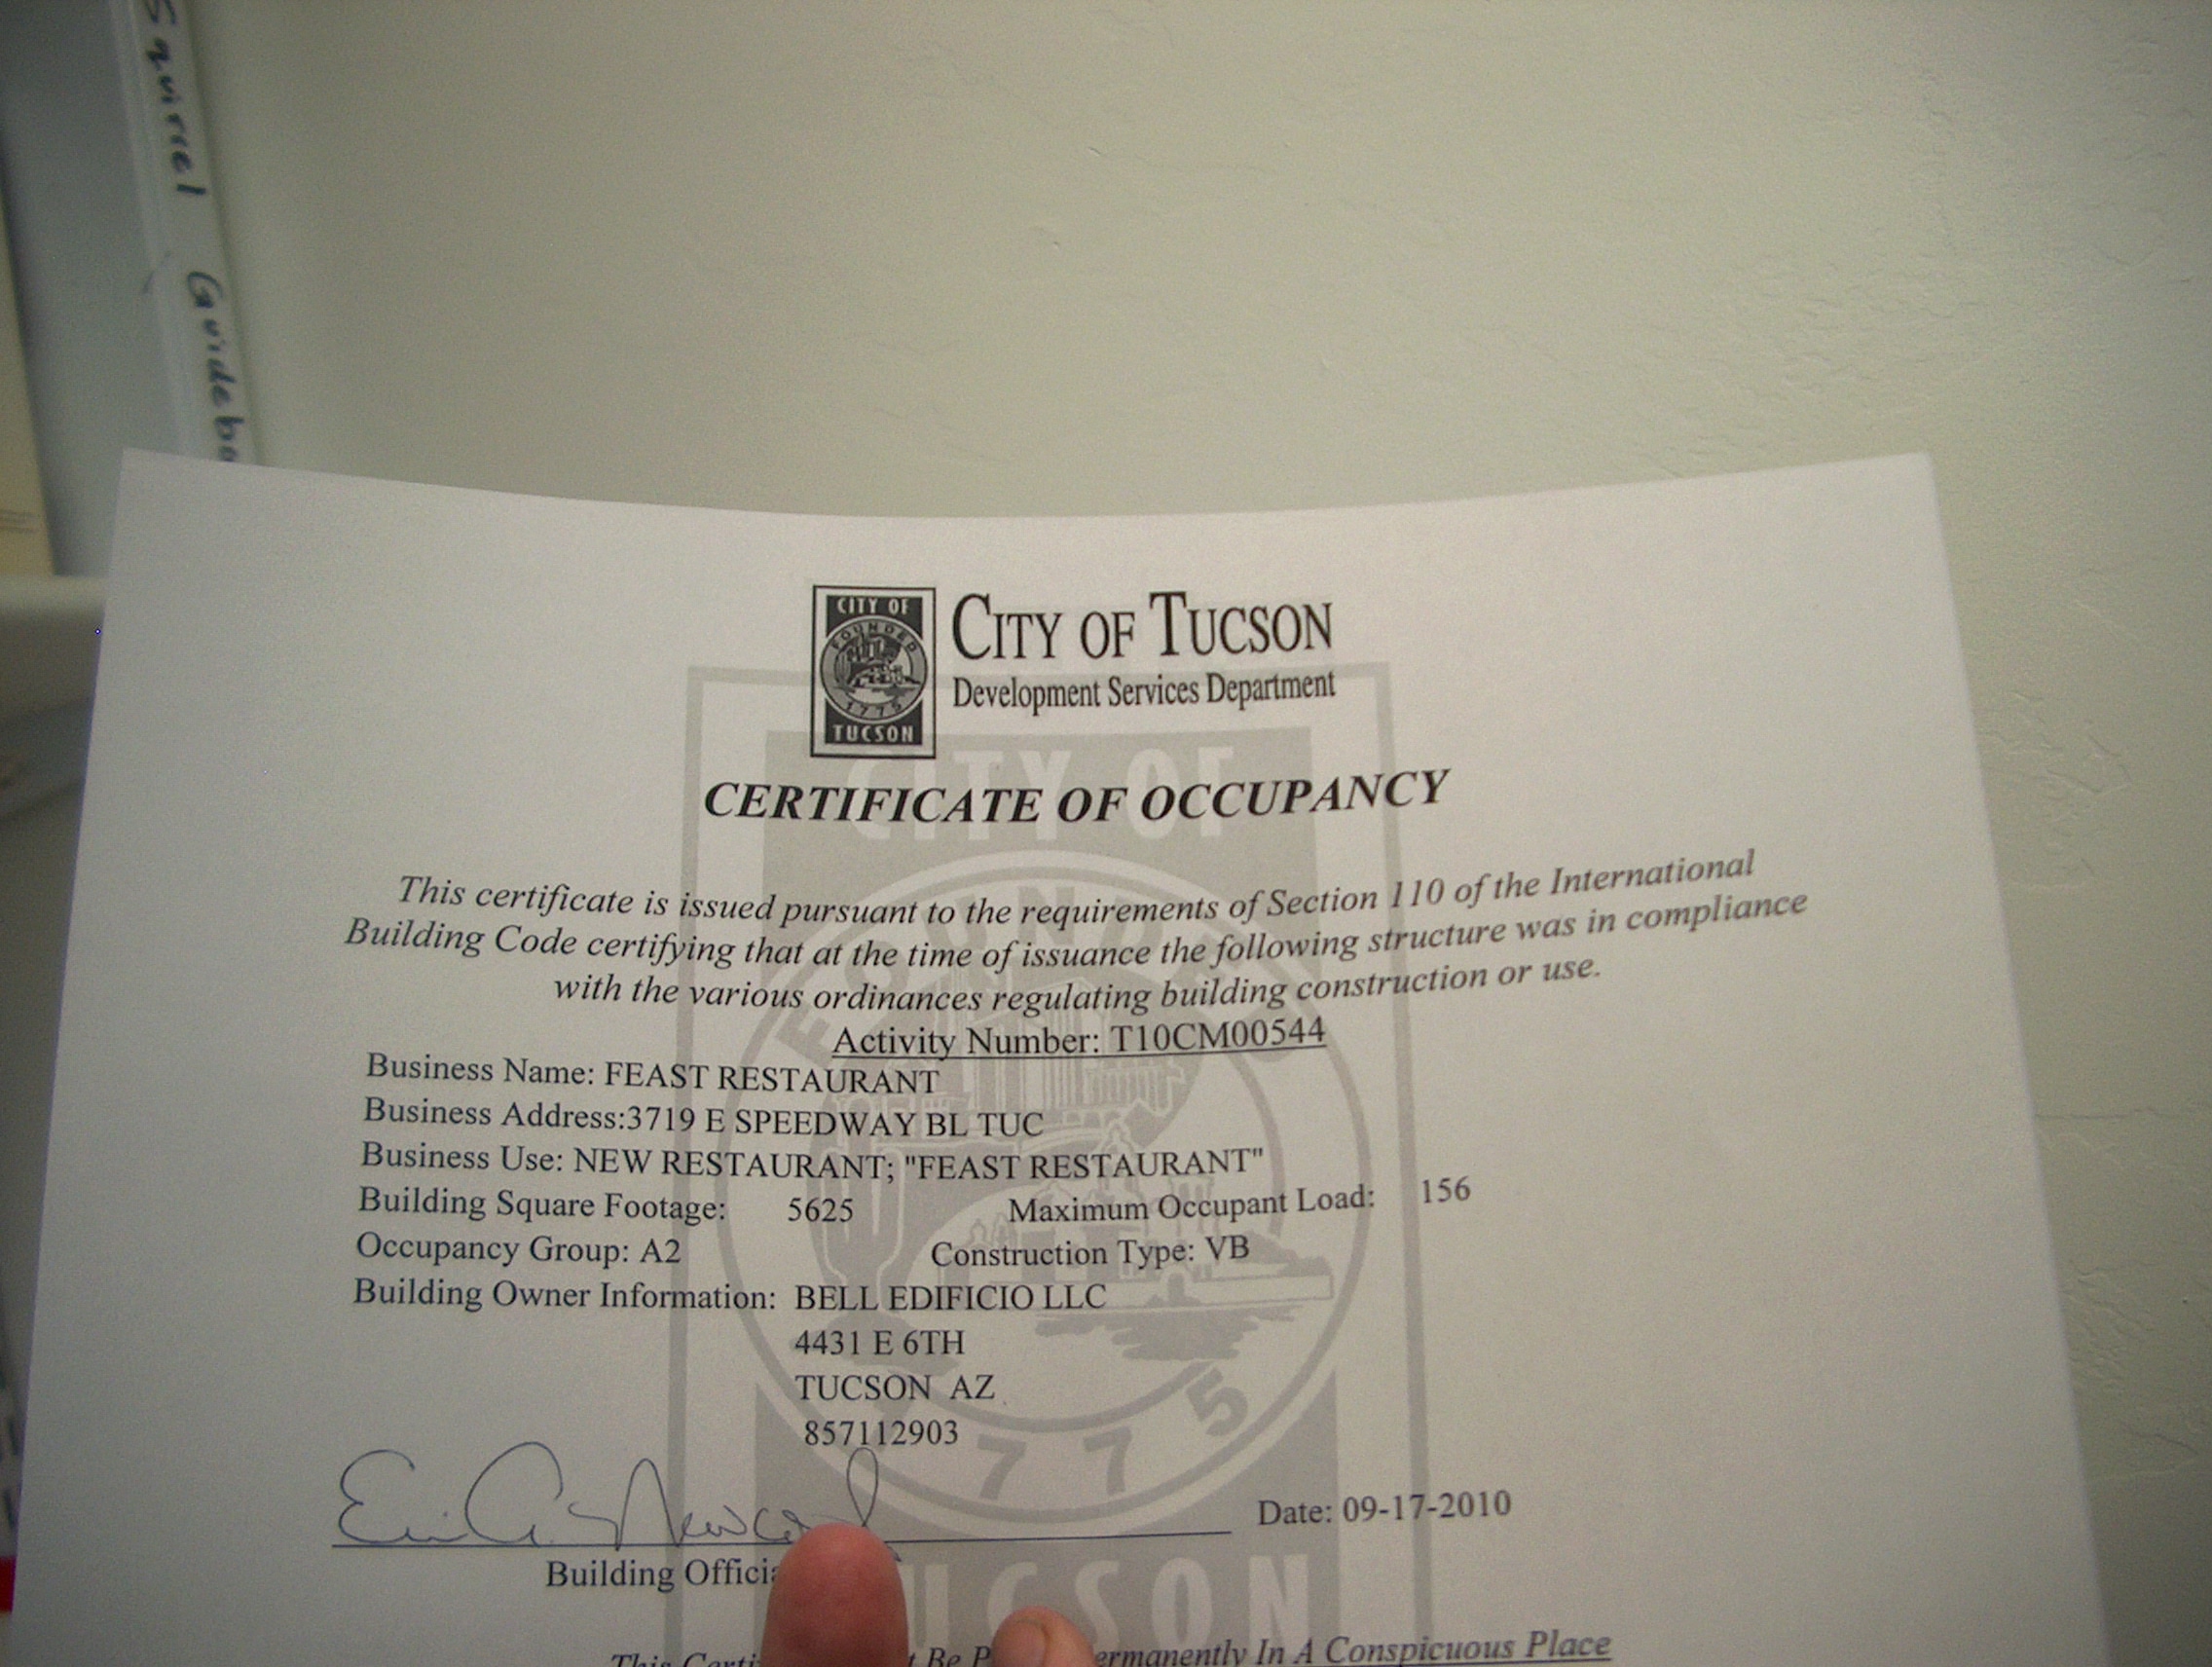 Squirrel Guidebo
CITY OF
FOUNDED
1775
TUCSON
CITY OF TUCSON
Development Services Department
CERTIFICATE OF OCCUPANCY
This certificate is issued pursuant to the requirements of Section 110 of the International
Building Code certifying that at the time of issuance the following structure was in compliance
with the various ordinances regulating building construction or use.
Activity Number: T10CM00544
Business Name: FEAST RESTAURANT
Business Address:3719 E SPEEDWAY BL TUC
Business Use: NEW RESTAURANT; "FEAST RESTAURANT"
Building Square Footage: 5625 Maximum Occupant Load: 156
Occupancy Group: A2 Construction Type: VB
Building Owner Information: BELL EDIFICIO LLC
4431 E 6TH
TUCSON AZ
857112903
Date: 09-17-2010
Building Officia
This Certi t Be P ermanently In A Conspicuous Place